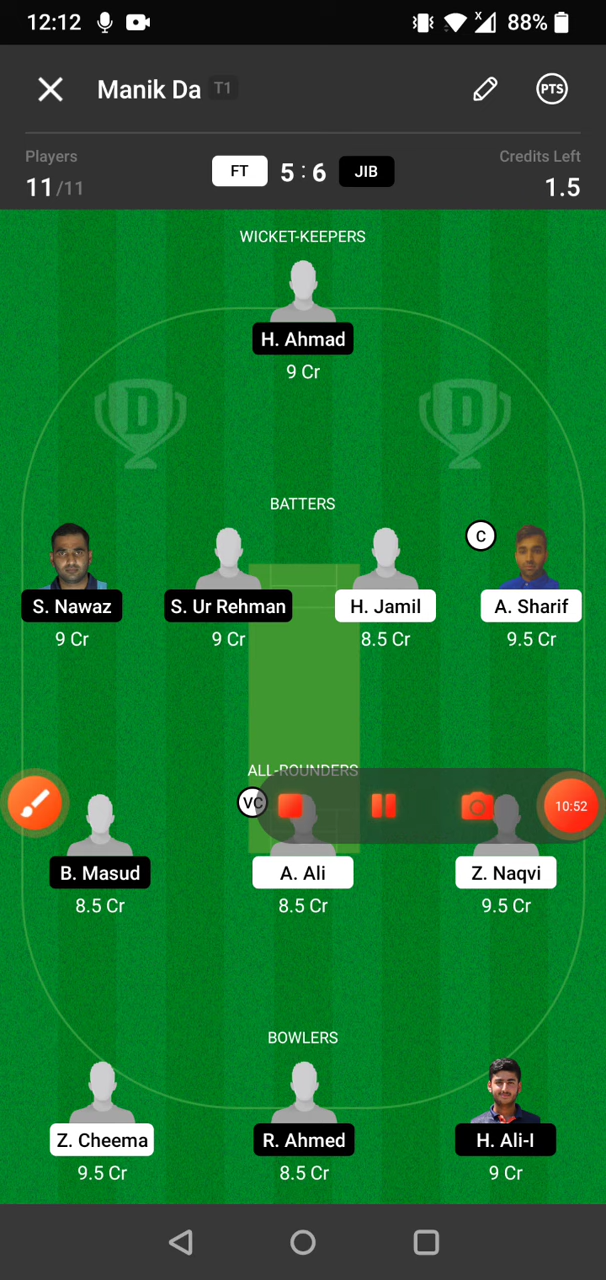 12:12
x
88%
Manik Da T1
PTS
Players
Credits Left
11/11
FT 5 : 6 JIB
1.5
WICKET-KEEPERS
H. Ahmad
9 Cr
D D
BATTERS
C
S. Nawaz S. Ur Rehman H. Jamil A. Sharif
9 Cr 9 Cr 8.5 Cr 9.5 Cr
ALL-ROUNDERS
VC
10:52
B. Masud A. Ali Z. Naqvi
8.5 Cr 8.5 Cr 9.5 Cr
BOWLERS
Z. Cheema R. Ahmed H. Ali-I
9.5 Cr 8.5 Cr 9 Cr